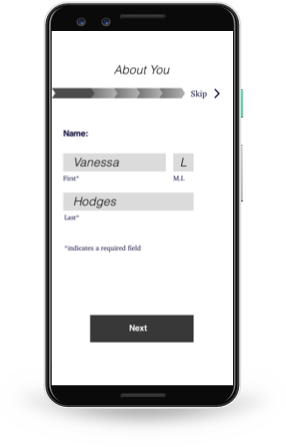 About You
Skip
Name:
Vanessa L
First* M.I.
Hodges
Last*
*indicates a required field
Next